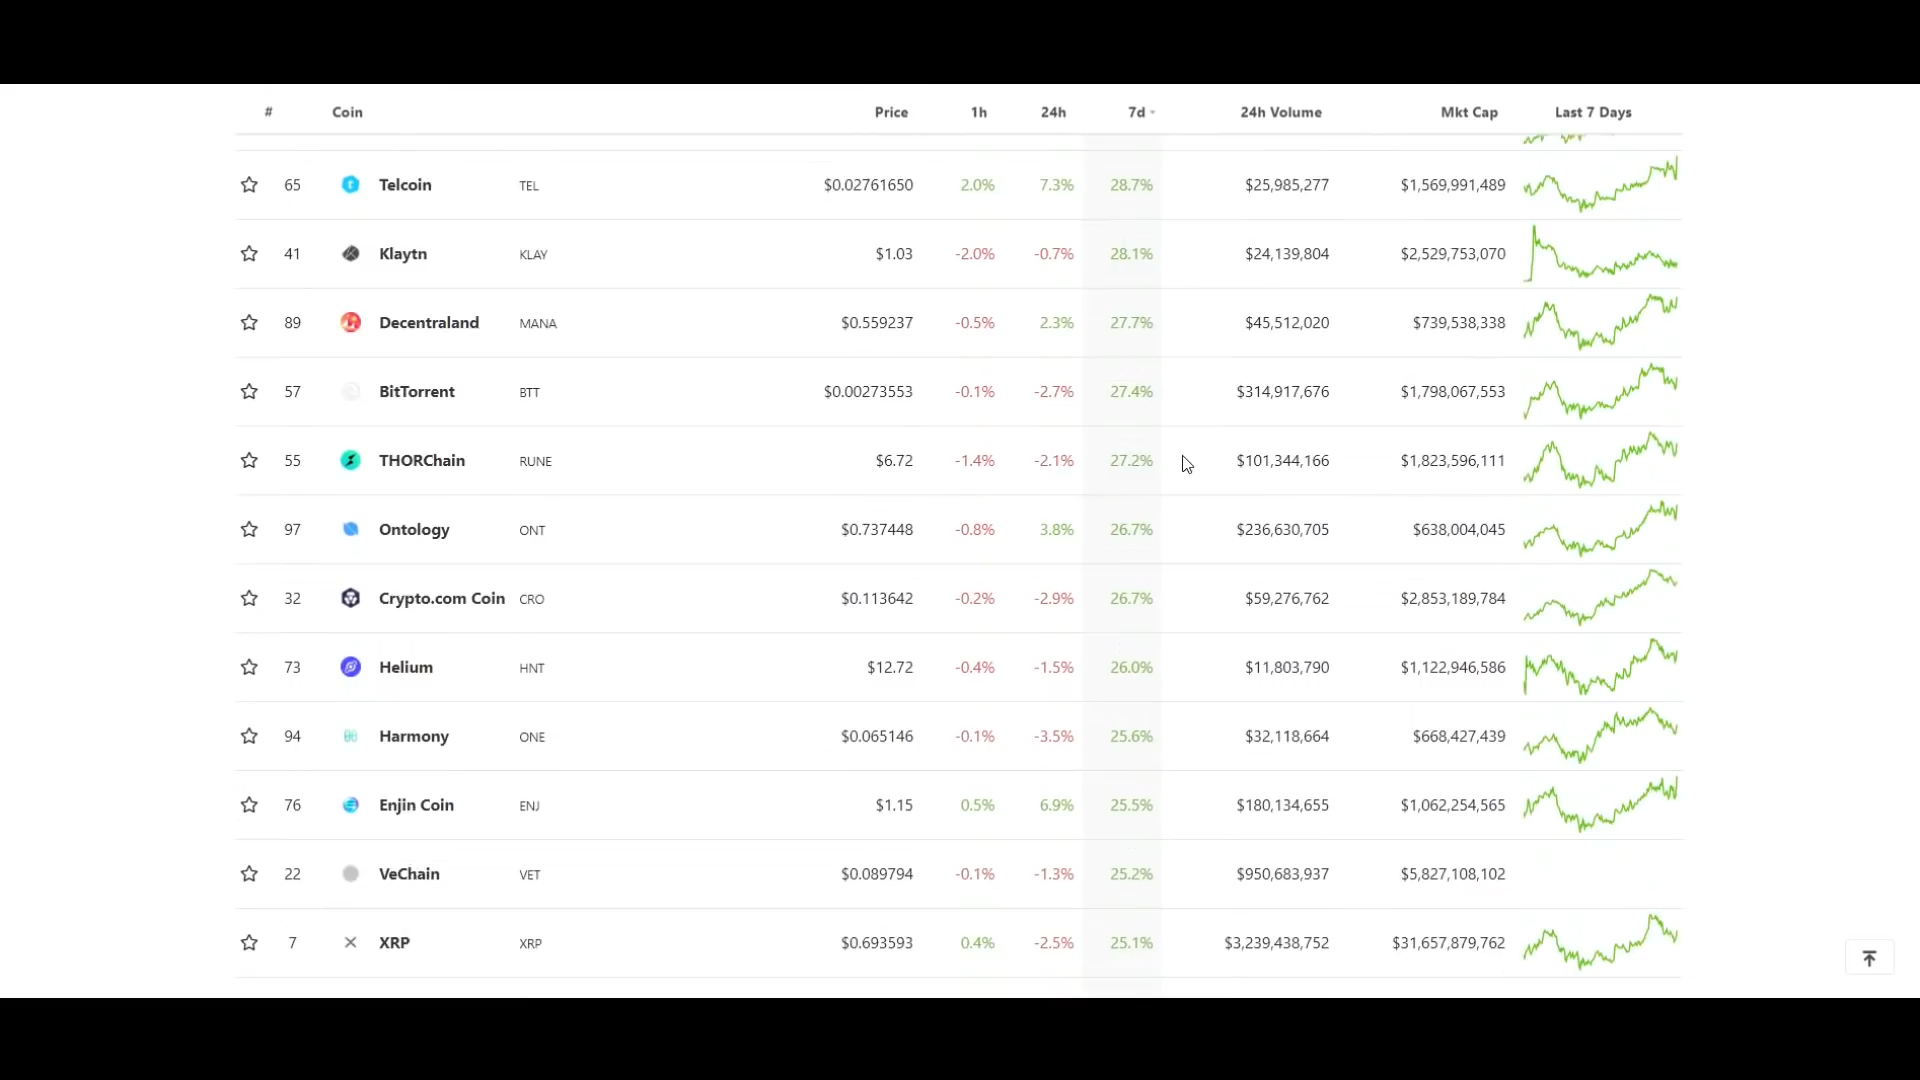 # Coin Price 1h 24h 7d 24h Volume Mkt Cap Last 7 Days
65 Telcoin TEL $0.02761650 2.0% 7.3% 28.7% $25,985,277 $1,569,991,489
41 Klaytn KLAY $1.03 -2.0% -0.7% 28.1% $24,139,804 $2,529,753,070
89 Decentraland MANA $0.559237 -0.5% 2.3% 27.7% $45,512,020 $739,538,338
57 BitTorrent BTT $0.00273553 -0.1% -2.7% 27.4% $314,917,676 $1,798,067,553
55 THORChain RUNE $6.72 -1.4% -2.1% 27.2% $101,344,166 $1,823,596,111
97 Ontology ONT $0.737448 -0.8% 3.8% 26.7% $236,630,705 $638,004,045
32 Crypto.com Coin CRO $0.113642 -0.2% -2.9% 26.7% $59,276,762 $2,853,189,784
73 Helium HNT $12.72 -0.4% -1.5% 26.0% $11,803,790 $1,122,946,586
94 Harmony ONE $0.065146 -0.1% -3.5% 25.6% $32,118,664 $668,427,439
76 Enjin Coin ENJ $1.15 0.5% 6.9% 25.5% $180,134,655 $1,062,254,565
22 VeChain VET $0.089794 -0.1% -1.3% 25.2% $950,683,937 $5,827,108,102
7 XRP XRP $0.693593 0.4% -2.5% 25.1% $3,239,438,752 $31,657,879,762